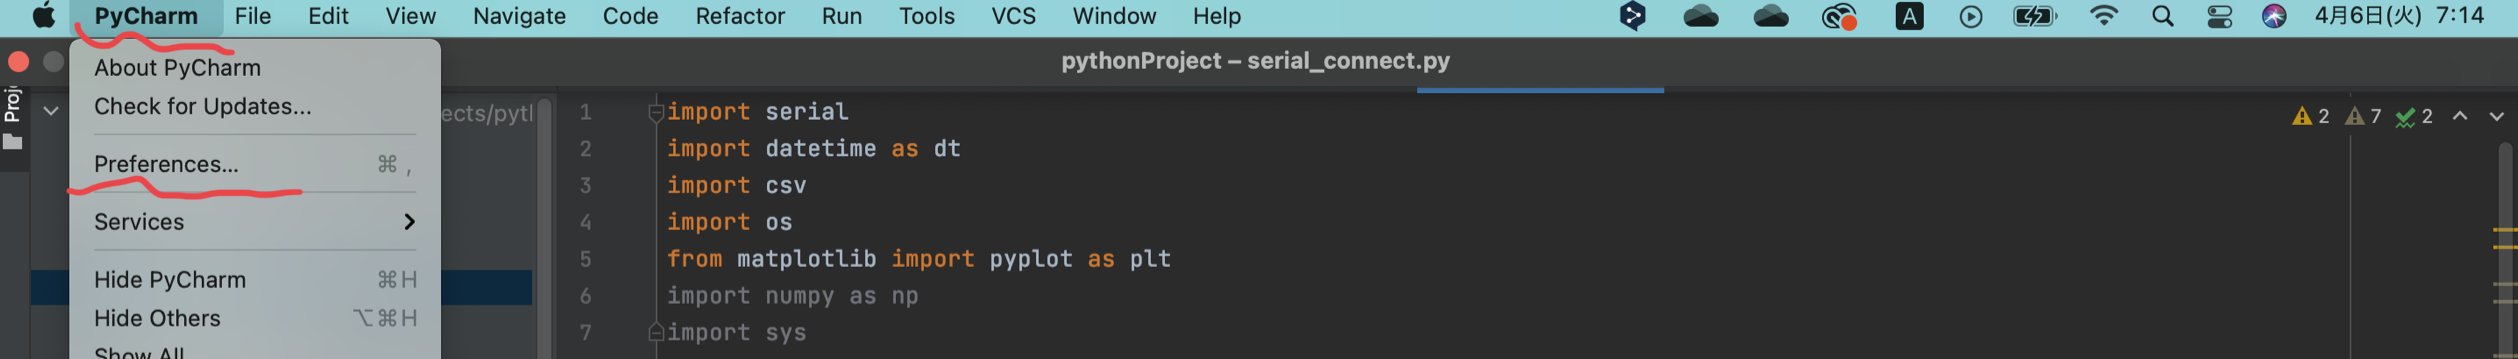 PyCharm File Edit View Navigate Code Refactor Run Tools VCS Window Help A 4月6日(火) 7:14
pythonProject – serial_connect.py
About PyCharm
Check for Updates...
Preferences... ⌘ ,
Services
Hide PyCharm ⌘H
Hide Others ⌥⌘H
Show All
Proj
ects/pyt
1 import serial
2 import datetime as dt
3 import csv
4 import os
5 from matplotlib import pyplot as plt
6 import numpy as np
7 import sys
2 7 2